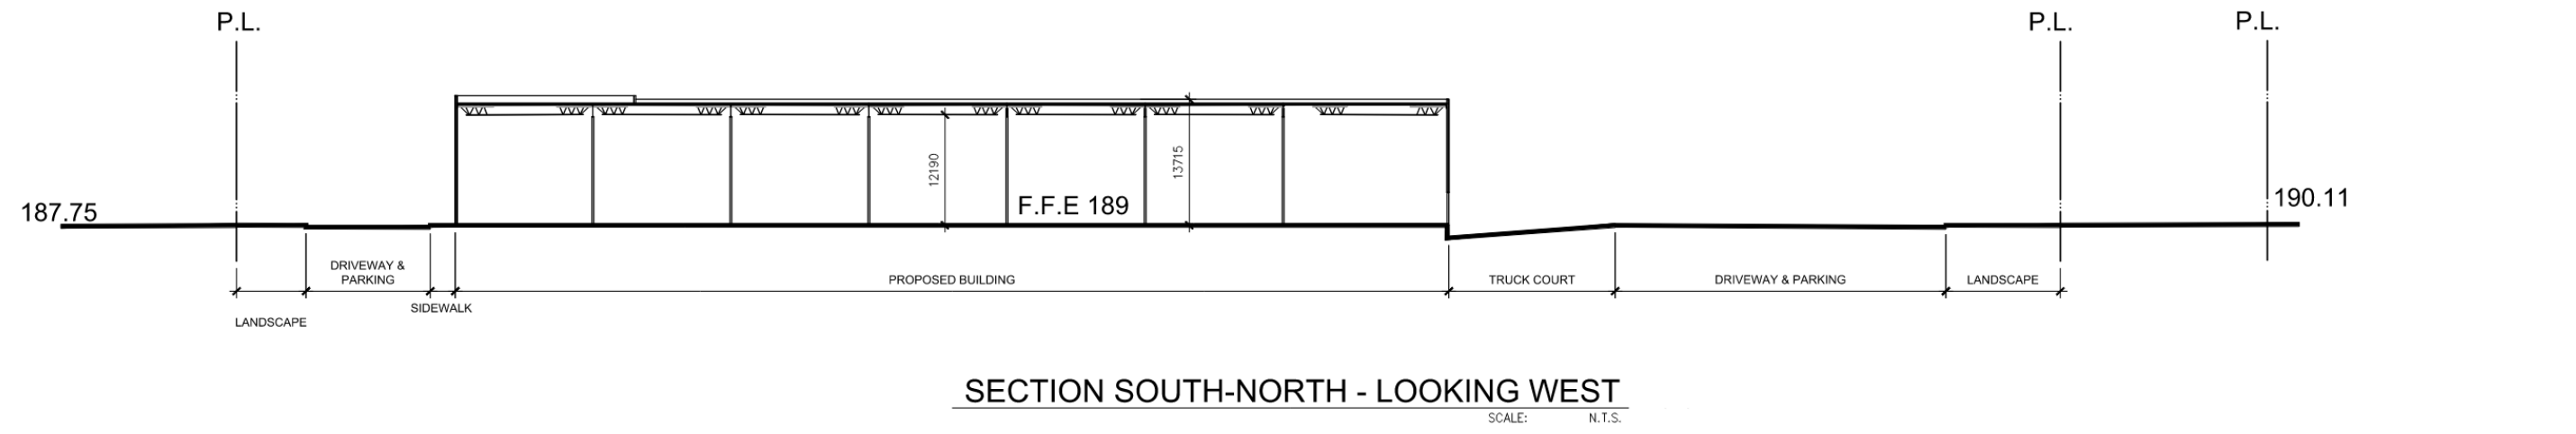 P.L.
P.L.
P.L.
12190
13715
187.75
F.F.E 189
190.11
DRIVEWAY &
PARKING
PROPOSED BUILDING
TRUCK COURT
DRIVEWAY & PARKING
LANDSCAPE
SIDEWALK
LANDSCAPE
SECTION SOUTH-NORTH - LOOKING WEST
SCALE: N.T.S.